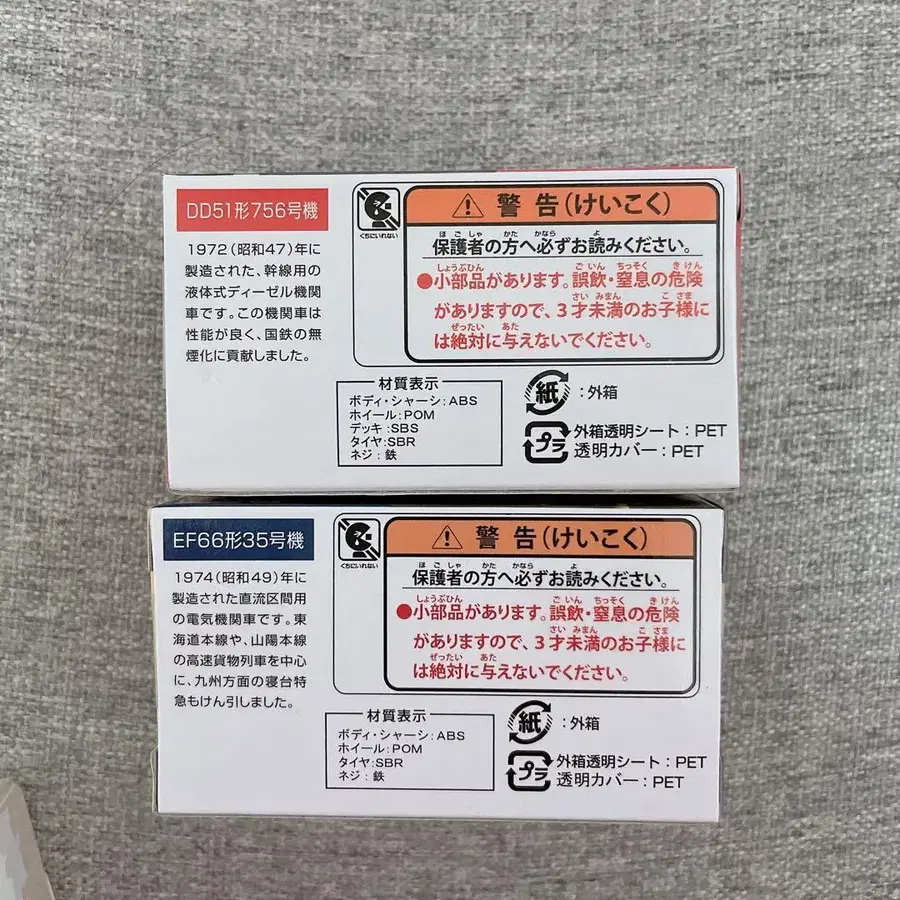 DD51形756号機
1972（昭和47）年に
製造された、幹線用の
液体式ディーゼル機関
車です。この機関車は
性能が良く、国鉄の無
煙化に貢献しました。
くちにいれない
警告（けいこく）
ほごしゃ かた かなら よ
保護者の方へ必ずお読みください。
しょうぶひん ごいん ちっそく きけん
●小部品があります。誤飲・窒息の危険
さい みまん こ さま
がありますので、３才未満のお子様に
ぜったい あた
は絶対に与えないでください。
材質表示
ボディ・シャーシ：ABS
ホイール：POM
デッキ：SBS
タイヤ：SBR
ネジ：鉄
紙：外箱
プラ 外箱透明シート：PET
透明カバー：PET
EF66形35号機
1974（昭和49）年に
製造された直流区間用
の電気機関車です。東
海道本線や、山陽本線
の高速貨物列車を中心
に、九州方面の寝台特
急もけん引しました。
くちにいれない
警告（けいこく）
ほごしゃ かた かなら よ
保護者の方へ必ずお読みください。
しょうぶひん ごいん ちっそく きけん
●小部品があります。誤飲・窒息の危険
さい みまん こ さま
がありますので、３才未満のお子様に
ぜったい あた
は絶対に与えないでください。
材質表示
ボディ・シャーシ：ABS
ホイール：POM
タイヤ：SBR
ネジ：鉄
紙：外箱
プラ 外箱透明シート：PET
透明カバー：PET